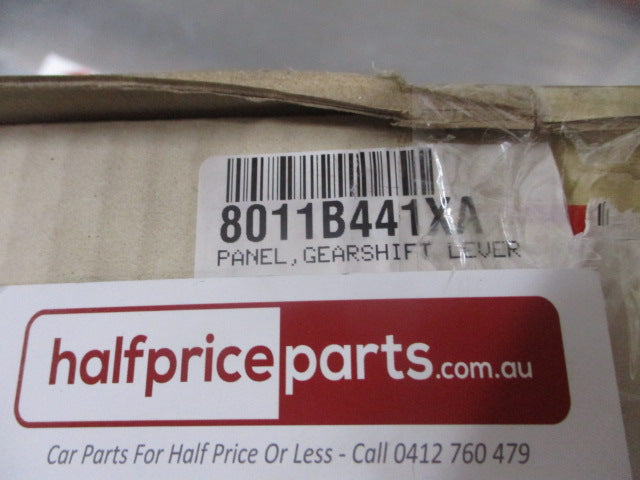 8011B441XA
PANEL,GEARSHIFT LEVER
halfpriceparts.com.au
Car Parts For Half Price Or Less - Call 0412 760 479